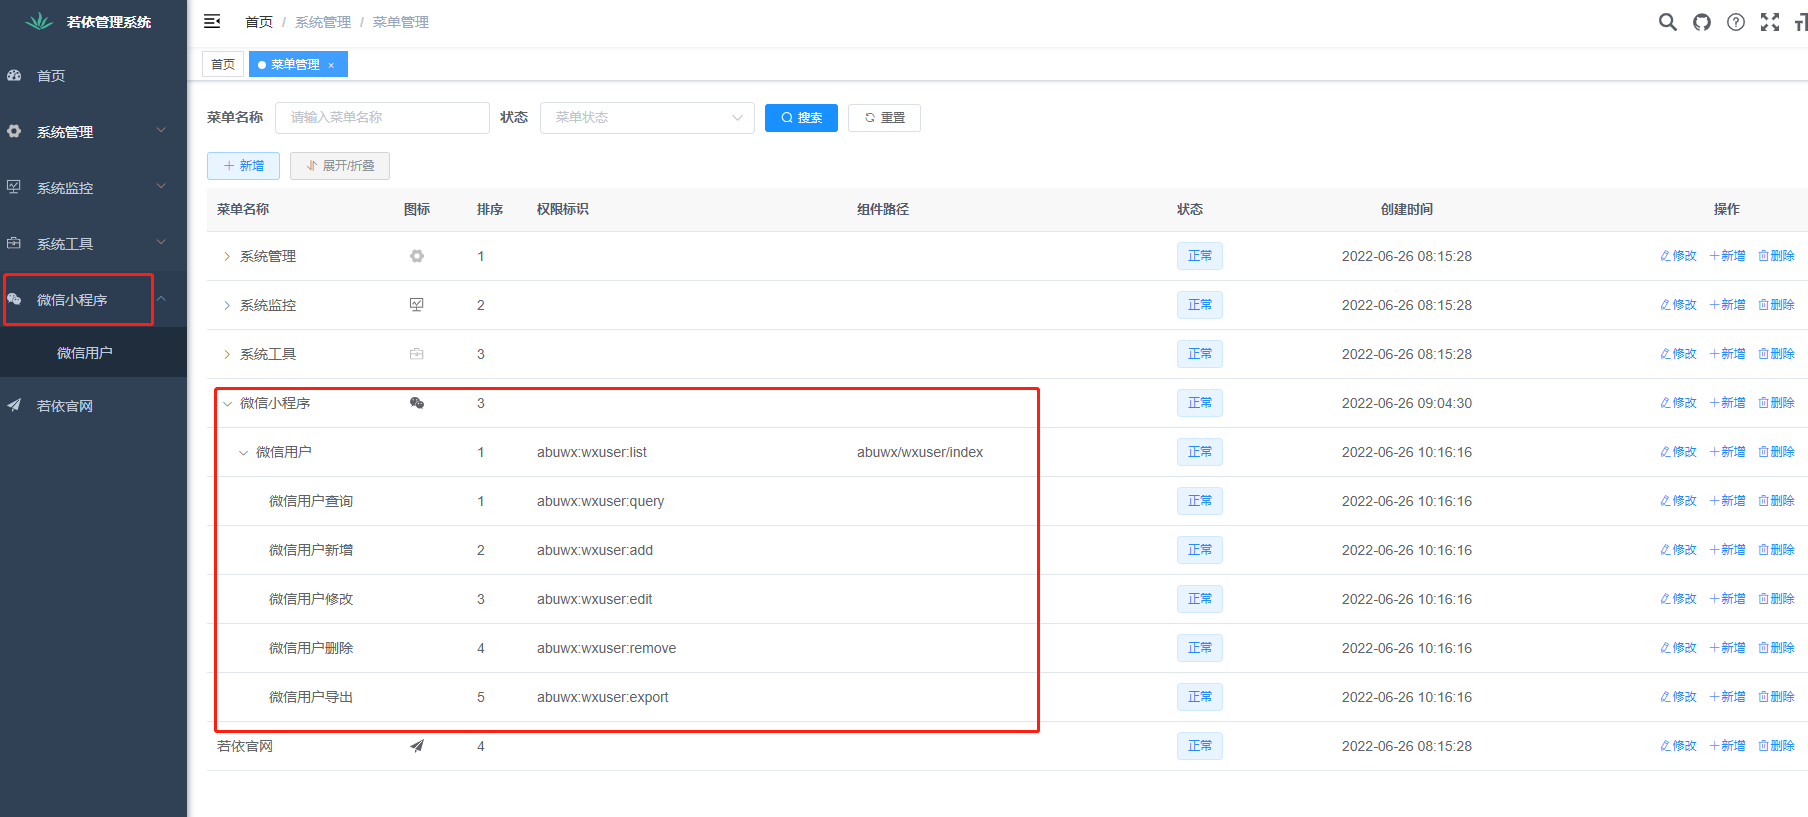 若依管理系统
首页
系统管理
系统监控
系统工具
微信小程序
微信用户
若依官网
首页 / 系统管理 / 菜单管理
首页 菜单管理 ×
菜单名称 请输入菜单名称 状态 菜单状态 搜索 重置
新增 展开/折叠
菜单名称 图标 排序 权限标识 组件路径 状态 创建时间 操作
系统管理 1 正常 2022-06-26 08:15:28 修改 新增 删除
系统监控 2 正常 2022-06-26 08:15:28 修改 新增 删除
系统工具 3 正常 2022-06-26 08:15:28 修改 新增 删除
微信小程序 3 正常 2022-06-26 09:04:30 修改 新增 删除
微信用户 1 abuwx:wxuser:list abuwx/wxuser/index 正常 2022-06-26 10:16:16 修改 新增 删除
微信用户查询 1 abuwx:wxuser:query 正常 2022-06-26 10:16:16 修改 新增 删除
微信用户新增 2 abuwx:wxuser:add 正常 2022-06-26 10:16:16 修改 新增 删除
微信用户修改 3 abuwx:wxuser:edit 正常 2022-06-26 10:16:16 修改 新增 删除
微信用户删除 4 abuwx:wxuser:remove 正常 2022-06-26 10:16:16 修改 新增 删除
微信用户导出 5 abuwx:wxuser:export 正常 2022-06-26 10:16:16 修改 新增 删除
若依官网 4 正常 2022-06-26 08:15:28 修改 新增 删除